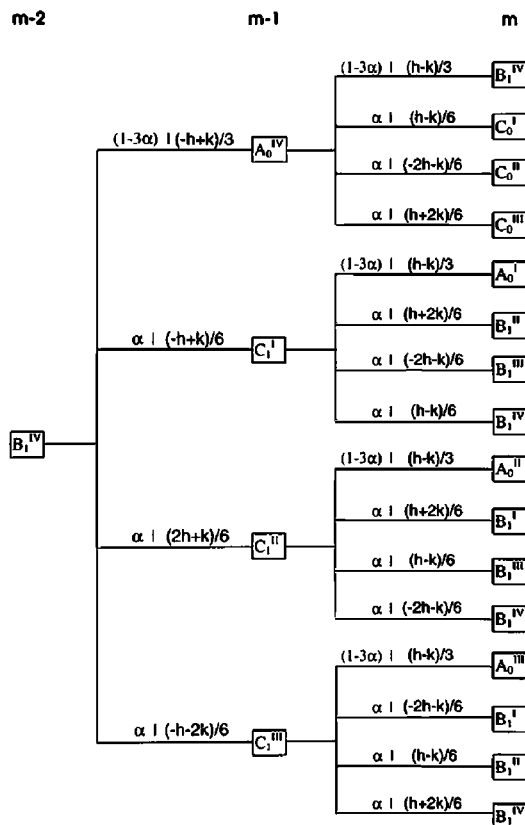 m-2 m-1 m
(1-3α) | (h-k)/3 B₁ᴵⱽ
α | (h-k)/6 C₀ᴵ
(1-3α) | (-h+k)/3 A₀ᴵⱽ
α | (-2h-k)/6 C₀ᴵᴵ
α | (h+2k)/6 C₀ᴵᴵᴵ
(1-3α) | (h-k)/3 A₀ᴵ
α | (h+2k)/6 B₁ᴵᴵ
α | (-h+k)/6 C₁ᴵ
α | (-2h-k)/6 B₁ᴵᴵᴵ
α | (h-k)/6 B₁ᴵⱽ
B₁ᴵⱽ
(1-3α) | (h-k)/3 A₀ᴵᴵ
α | (h+2k)/6 B₁ᴵ
α | (2h+k)/6 C₁ᴵᴵ
α | (h-k)/6 B₁ᴵᴵᴵ
α | (-2h-k)/6 B₁ᴵⱽ
(1-3α) | (h-k)/3 A₀ᴵᴵᴵ
α | (-2h-k)/6 B₁ᴵ
α | (-h-2k)/6 C₁ᴵᴵᴵ
α | (h-k)/6 B₁ᴵᴵ
α | (h+2k)/6 B₁ᴵⱽ